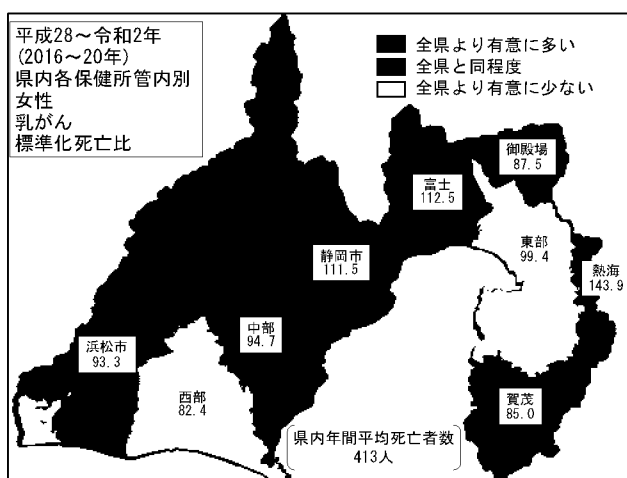 平成28～令和2年
(2016～20年)
県内各保健所管内別
女性
乳がん
標準化死亡比
全県より有意に多い
全県と同程度
全県より有意に少ない
御殿場
87.5
富士
112.5
東部
99.4
熱海
143.9
静岡市
111.5
中部
94.7
浜松市
93.3
西部
82.4
賀茂
85.0
県内年間平均死亡者数
413人